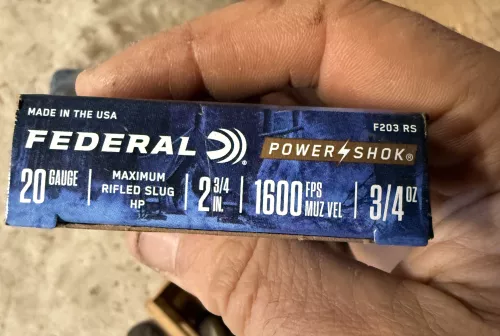 MADE IN THE USA
F203 RS
FEDERAL POWER SHOK®
20 GAUGE
MAXIMUM
RIFLED SLUG
HP
2 3/4 IN.
1600 FPS
MUZ VEL
3/4 OZ